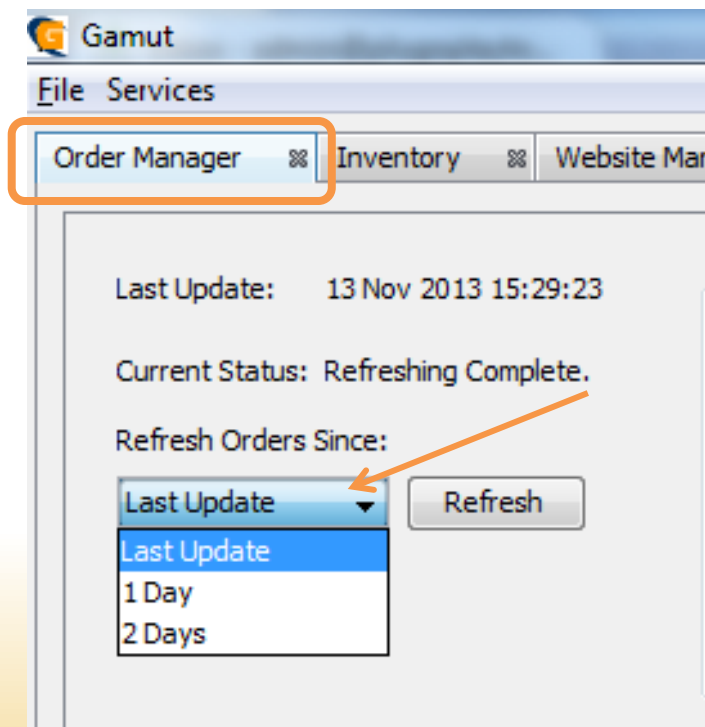 Gamut
File Services
Order Manager Inventory Website Mar
Last Update: 13 Nov 2013 15:29:23
Current Status: Refreshing Complete.
Refresh Orders Since:
Last Update Refresh
Last Update
1 Day
2 Days